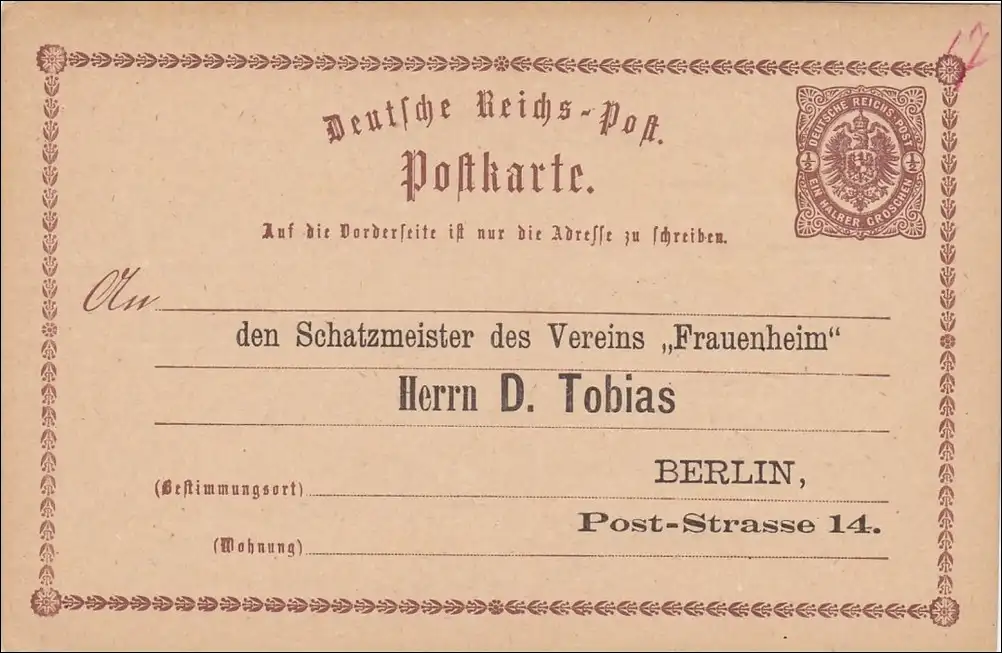 17
Deutsche Reichs-Post.
Postkarte.
DEUTSCHE REICHS-POST
½ ½
EIN HALBER GROSCHEN
Auf die Vorderseite ist nur die Adresse zu schreiben.
An
den Schatzmeister des Vereins „Frauenheim“
Herrn D. Tobias
BERLIN,
(Bestimmungsort)
Post-Strasse 14.
(Wohnung)